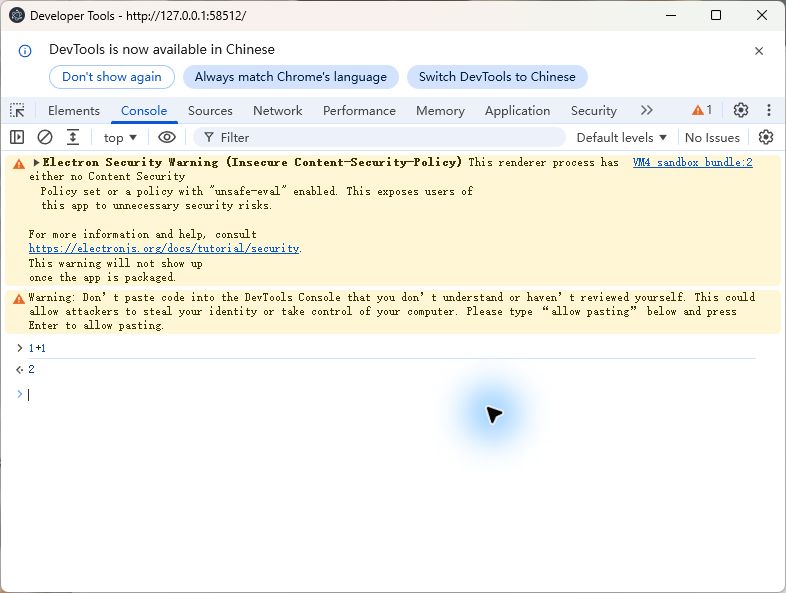 Developer Tools - http://127.0.0.1:58512/
DevTools is now available in Chinese
Don't show again
Always match Chrome's language
Switch DevTools to Chinese
Elements
Console
Sources
Network
Performance
Memory
Application
Security
1
top
Filter
Default levels
No Issues
Electron Security Warning (Insecure Content-Security-Policy) This renderer process has VM4 sandbox bundle:2
either no Content Security
Policy set or a policy with "unsafe-eval" enabled. This exposes users of
this app to unnecessary security risks.
For more information and help, consult
https://electronjs.org/docs/tutorial/security.
This warning will not show up
once the app is packaged.
Warning: Don’t paste code into the DevTools Console that you don’t understand or haven’t reviewed yourself. This could
allow attackers to steal your identity or take control of your computer. Please type “allow pasting” below and press
Enter to allow pasting.
1+1
2